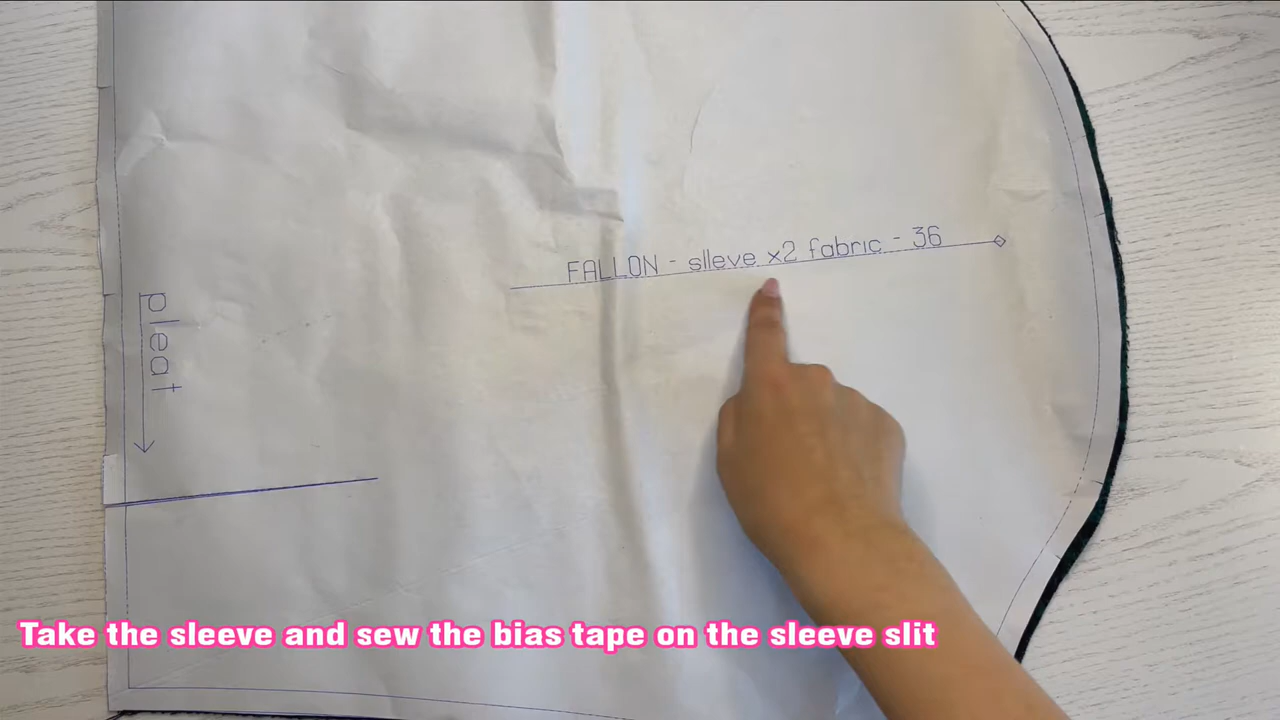 FALLON - slleve x2 fabric - 36
pleat
Take the sleeve and sew the bias tape on the sleeve slit